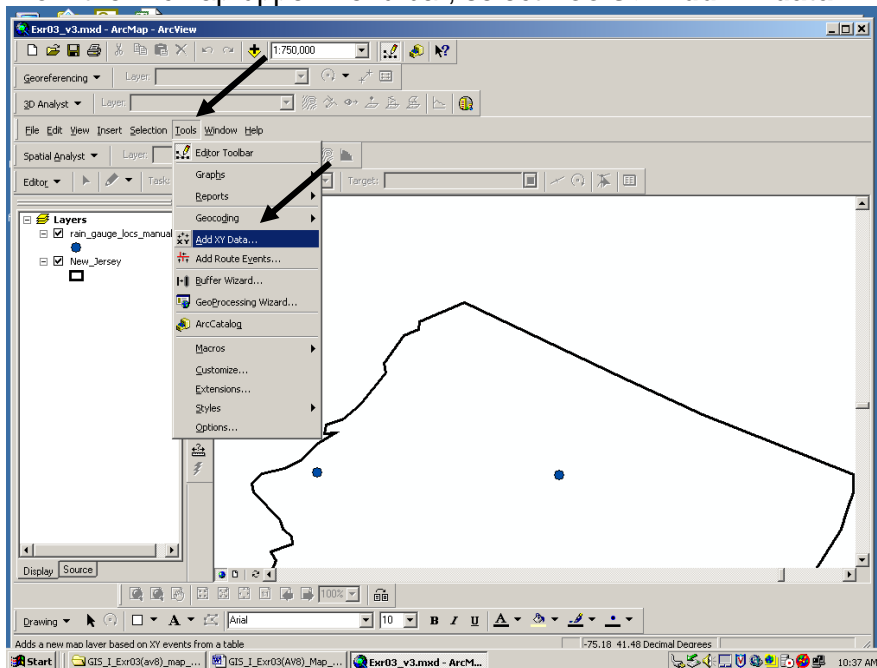 Exr03_v3.mxd - ArcMap - ArcView
1:750,000
Georeferencing Layer:
3D Analyst Layer:
File Edit View Insert Selection Tools Window Help
Spatial Analyst Layer:
Editor Task: Target:
Editor Toolbar
Graphs
Reports
Geocoding
Add XY Data...
Add Route Events...
Buffer Wizard...
GeoProcessing Wizard...
ArcCatalog
Macros
Customize...
Extensions...
Styles
Options...
Layers
rain_gauge_locs_manual
New_Jersey
Display Source
100%
Drawing A Arial 10 B I U A
Adds a new map layer based on XY events from a table -75.18 41.48 Decimal Degrees
Start GIS_I_Exr03(av8)_map_... GIS_I_Exr03(AV8)_Map_... Exr03_v3.mxd - ArcM... 10:37 AM